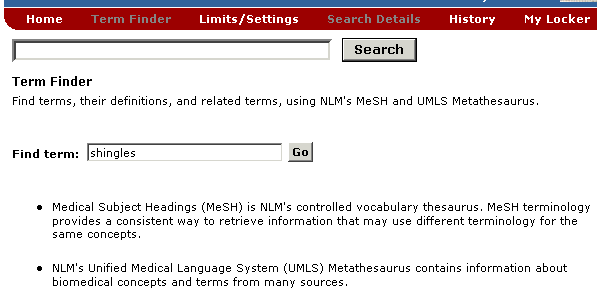 Home Term Finder Limits/Settings Search Details History My Locker
Search
Term Finder
Find terms, their definitions, and related terms, using NLM's MeSH and UMLS Metathesaurus.
Find term: shingles Go
• Medical Subject Headings (MeSH) is NLM's controlled vocabulary thesaurus. MeSH terminology
provides a consistent way to retrieve information that may use different terminology for the
same concepts.
• NLM's Unified Medical Language System (UMLS) Metathesaurus contains information about
biomedical concepts and terms from many sources.